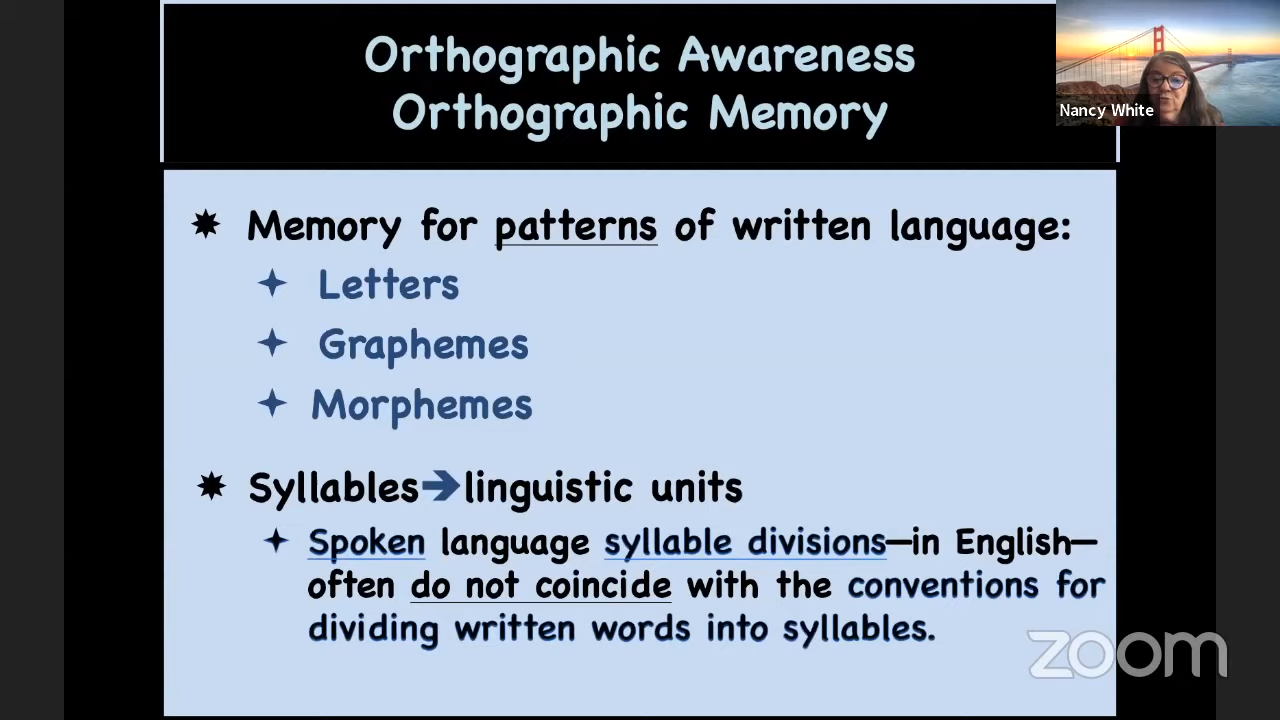 Orthographic Awareness
Orthographic Memory
Nancy White
✷ Memory for patterns of written language:
✦ Letters
✦ Graphemes
✦ Morphemes
✷ Syllables➔linguistic units
✦ Spoken language syllable divisions—in English—
often do not coincide with the conventions for
dividing written words into syllables.
zoom